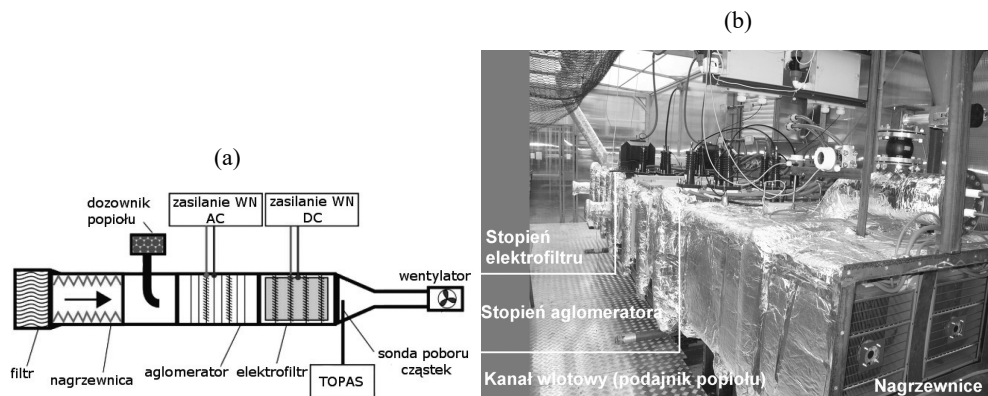 (b)
(a)
dozownik
popiołu
zasilanie WN
AC
zasilanie WN
DC
wentylator
filtr
nagrzewnica
aglomerator
elektrofiltr
TOPAS
sonda poboru
cząstek
Stopień
elektrofiltru
Stopień aglomeratora
Kanał wlotowy (podajnik popiołu)
Nagrzewnice